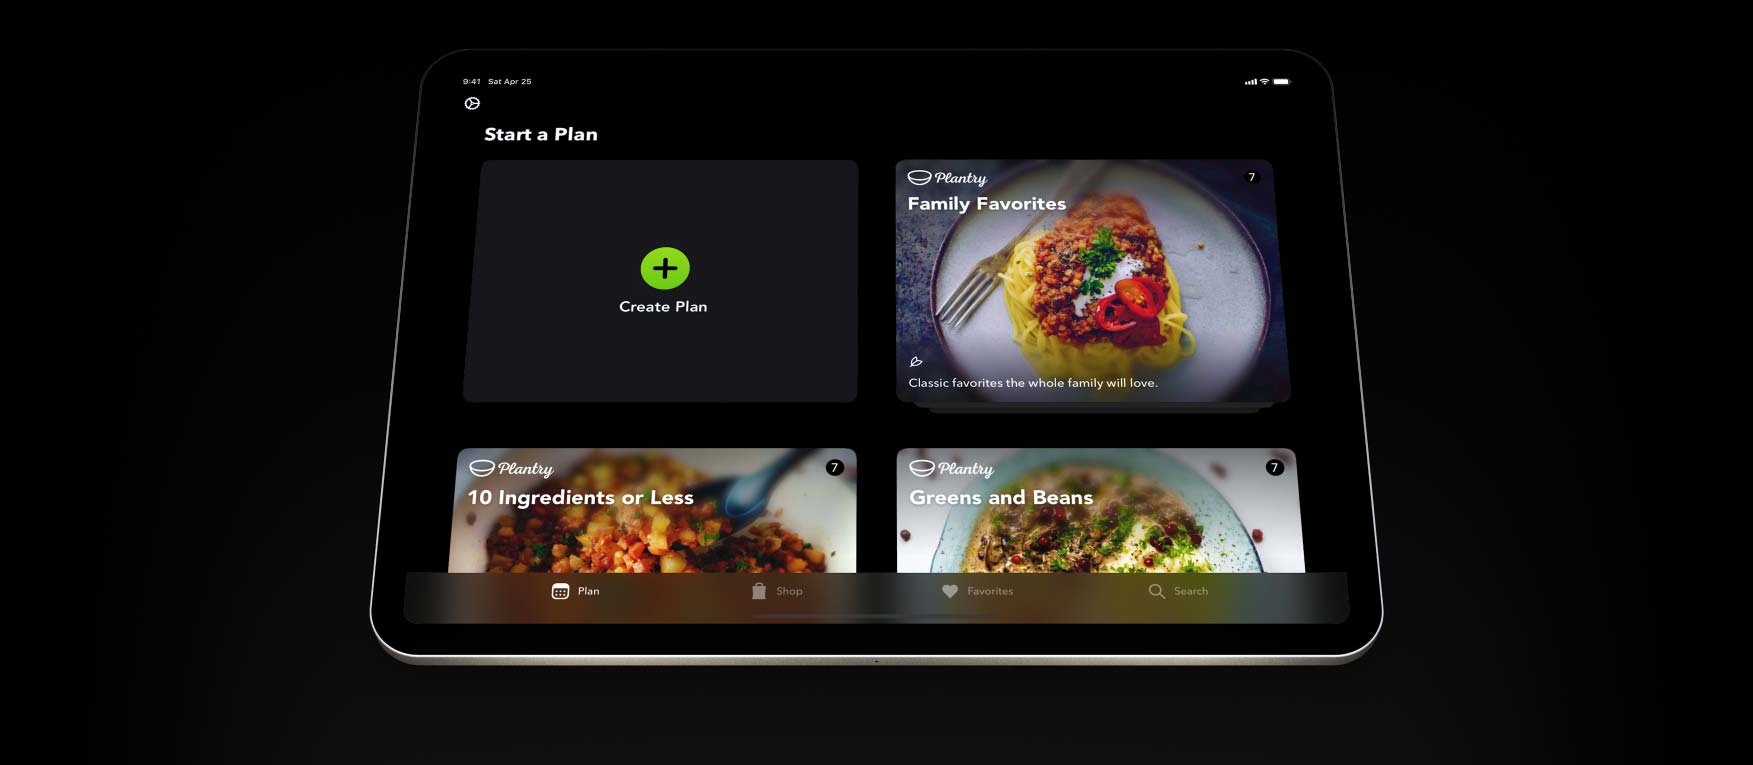 9:41 Sat Apr 25
Start a Plan
Create Plan
Plantry
7
Family Favorites
Classic favorites the whole family will love.
Plantry
7
10 Ingredients or Less
Plantry
7
Greens and Beans
Plan
Shop
Favorites
Search